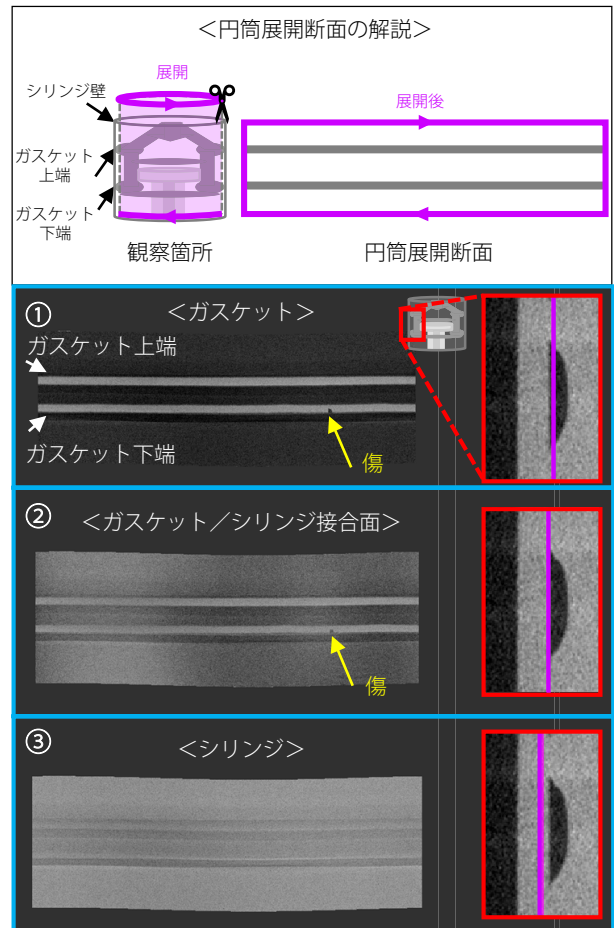 ＜円筒展開断面の解説＞
展開
シリンジ壁
展開後
ガスケット
上端
ガスケット
下端
観察箇所
円筒展開断面
①
＜ガスケット＞
ガスケット上端
ガスケット下端
傷
②
＜ガスケット／シリンジ接合面＞
傷
③
＜シリンジ＞